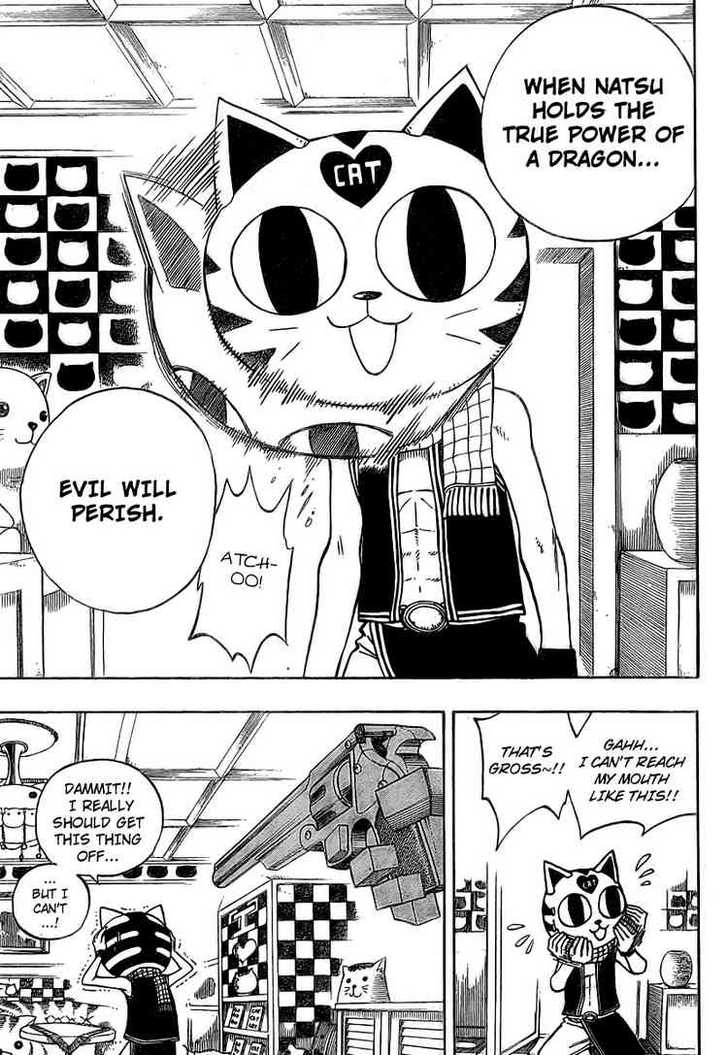 WHEN NATSU
HOLDS THE
TRUE POWER OF
A DRAGON...
CAT
EVIL WILL
PERISH.
ATCH-
OO!
GAHH...
I CAN'T REACH
MY MOUTH
LIKE THIS!!
THAT'S
GROSS~!!
CAT
DAMMIT!!
I REALLY
SHOULD GET
THIS THING
OFF...
...
BUT I
CAN'T
...!